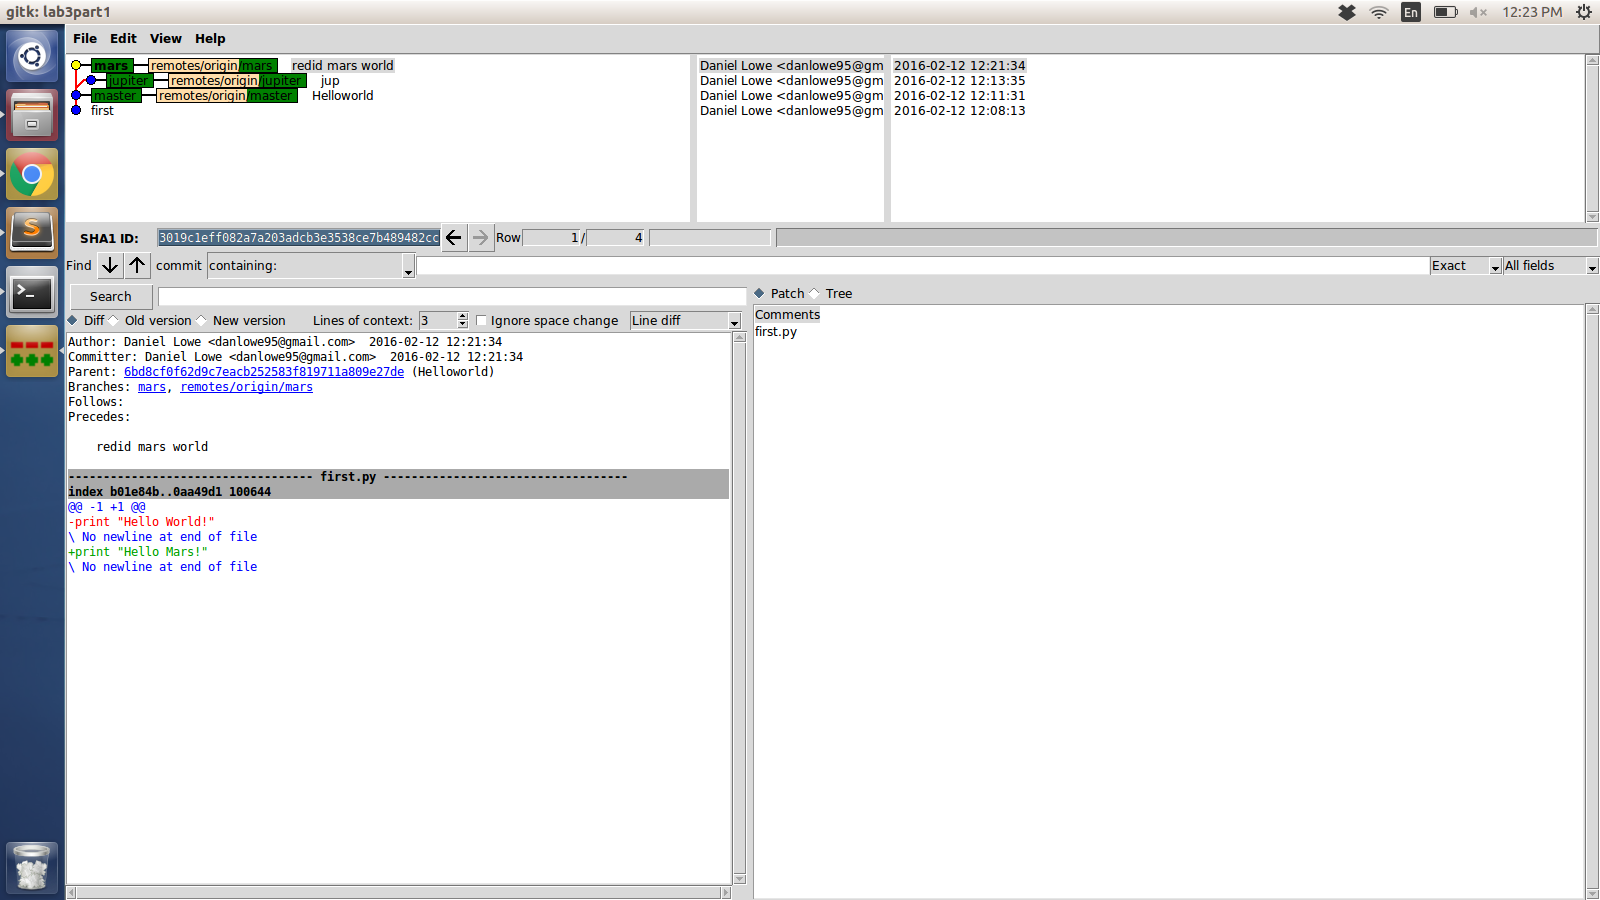 gitk: lab3part1
En
12:23 PM
File Edit View Help
mars remotes/origin/mars redid mars world Daniel Lowe <danlowe95@gm 2016-02-12 12:21:34
jupiter remotes/origin/jupiter jup Daniel Lowe <danlowe95@gm 2016-02-12 12:13:35
master remotes/origin/master Helloworld Daniel Lowe <danlowe95@gm 2016-02-12 12:11:31
first Daniel Lowe <danlowe95@gm 2016-02-12 12:08:13
SHA1 ID: 3019c1eff082a7a203adcb3e3538ce7b489482cc Row 1 / 4
Find commit containing: Exact All fields
Search
Patch Tree
Diff Old version New version Lines of context: 3 Ignore space change Line diff
Comments
first.py
Author: Daniel Lowe <danlowe95@gmail.com>  2016-02-12 12:21:34
Committer: Daniel Lowe <danlowe95@gmail.com>  2016-02-12 12:21:34
Parent: 6bd8cf0f62d9c7eacb252583f819711a809e27de (Helloworld)
Branches: mars, remotes/origin/mars
Follows:
Precedes:
redid mars world
----------------------------------- first.py -----------------------------------
index b01e84b..0aa49d1 100644
@@ -1 +1 @@
-print "Hello World!"
\ No newline at end of file
+print "Hello Mars!"
\ No newline at end of file